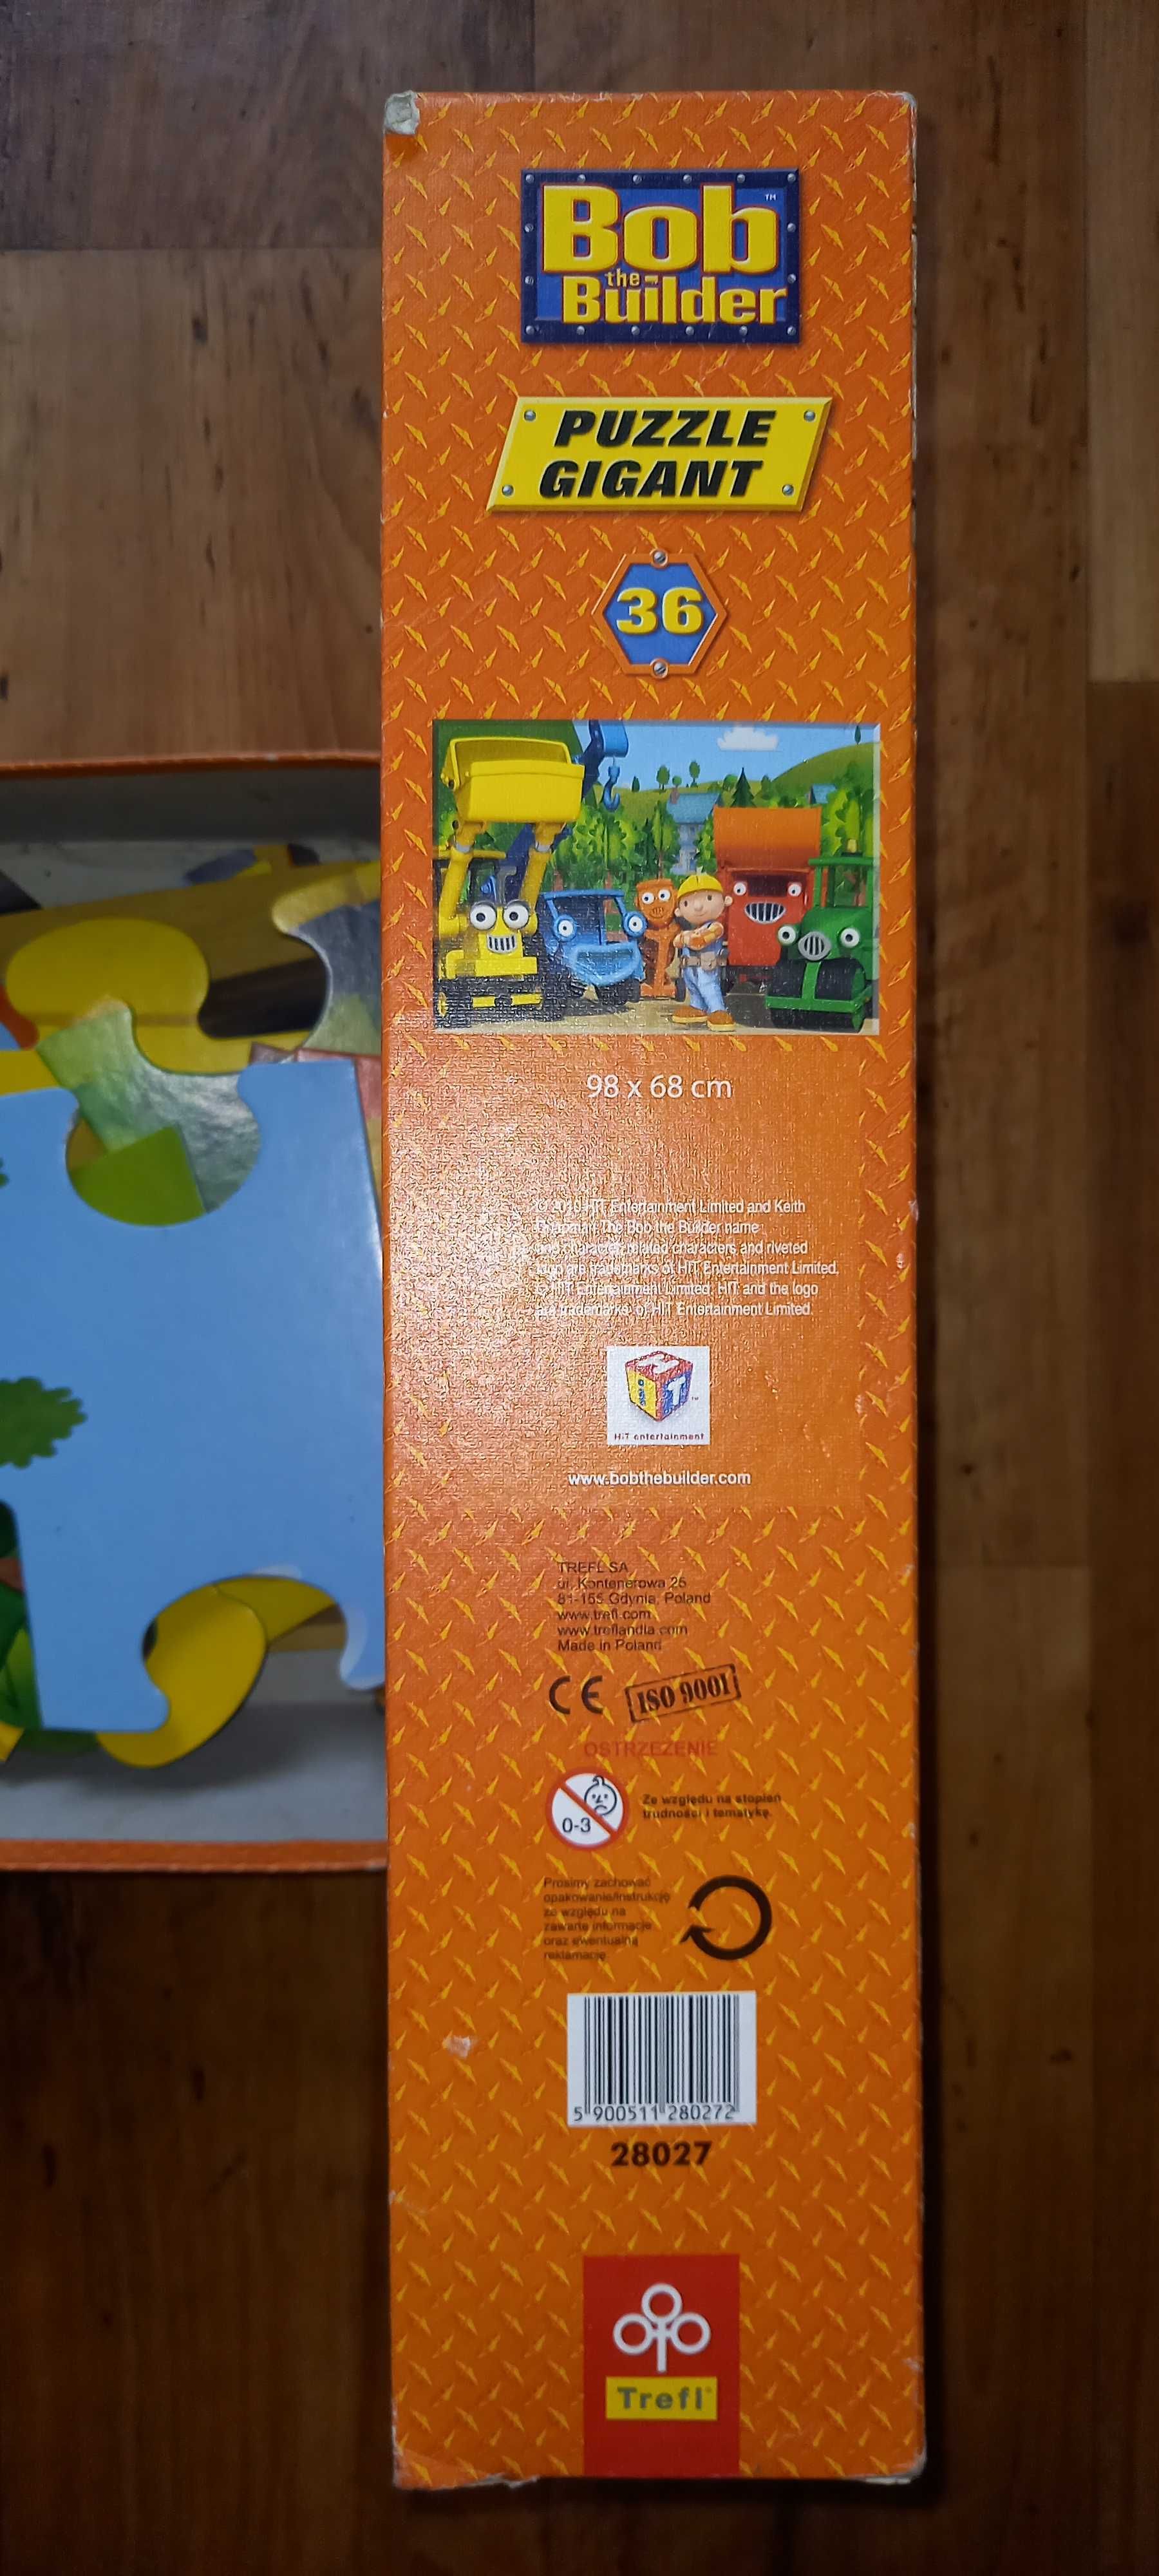 Bob™
the
Builder
PUZZLE
GIGANT
36
98 x 68 cm
HIT Entertainment Limited and Keith
The Bob the Builder name
related characters and riveted
logo are trademarks of HIT Entertainment Limited.
© HIT Entertainment Limited. HIT and the logo
are trademarks of HIT Entertainment Limited.
HiT entertainment
www.bobthebuilder.com
TREFL SA
ul. Kontenerowa 25
81-155 Gdynia, Poland
www.trefl.com
www.treflandia.com
Made in Poland
CE ISO 9001
OSTRZEŻENIE
0-3
Ze względu na stopień
trudności i tematykę.
Prosimy zachować
opakowanie/instrukcję
ze względu na
zawarte informacje
oraz ewentualną
reklamację.
5 900511 280272
28027
Trefl